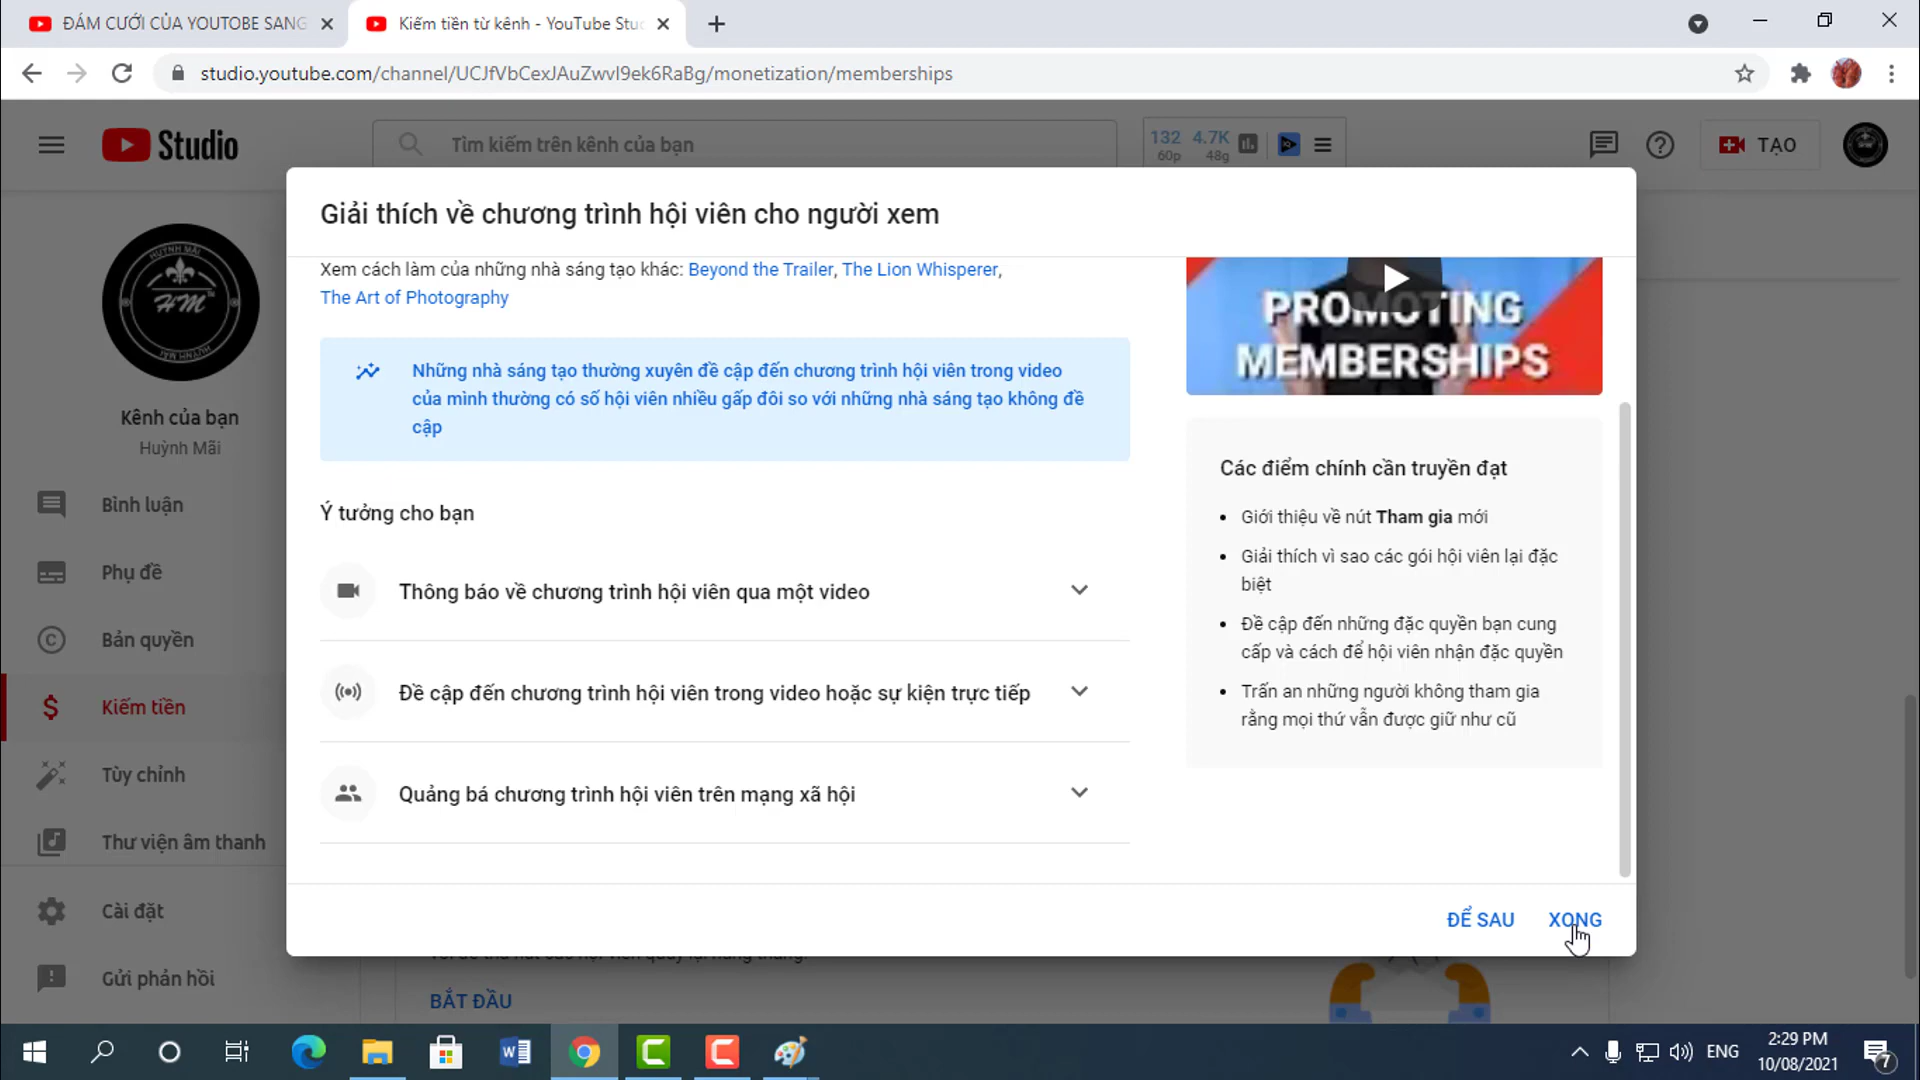 ĐÁM CƯỚI CỦA YOUTOBE SANG
Kiếm tiền từ kênh - YouTube Stu
studio.youtube.com/channel/UCJfVbCexJAuZwvI9ek6RaBg/monetization/memberships
Studio
Tìm kiếm trên kênh của bạn
132 4.7K
60p 48g
TẠO
Giải thích về chương trình hội viên cho người xem
Xem cách làm của những nhà sáng tạo khác: Beyond the Trailer, The Lion Whisperer,
The Art of Photography
PROMOTING
MEMBERSHIPS
Những nhà sáng tạo thường xuyên đề cập đến chương trình hội viên trong video
của mình thường có số hội viên nhiều gấp đôi so với những nhà sáng tạo không đề
cập
HUỲNH MÃI
HM
HUỲNH MÃI
Kênh của bạn
Huỳnh Mãi
Bình luận
Phụ đề
Bản quyền
Kiếm tiền
Tùy chỉnh
Thư viện âm thanh
Cài đặt
Gửi phản hồi
Ý tưởng cho bạn
Thông báo về chương trình hội viên qua một video
Đề cập đến chương trình hội viên trong video hoặc sự kiện trực tiếp
Quảng bá chương trình hội viên trên mạng xã hội
Các điểm chính cần truyền đạt
Giới thiệu về nút Tham gia mới
Giải thích vì sao các gói hội viên lại đặc
biệt
Đề cập đến những đặc quyền bạn cung
cấp và cách để hội viên nhận đặc quyền
Trấn an những người không tham gia
rằng mọi thứ vẫn được giữ như cũ
ĐỂ SAU XONG
BẮT ĐẦU
ENG
2:29 PM
10/08/2021
7